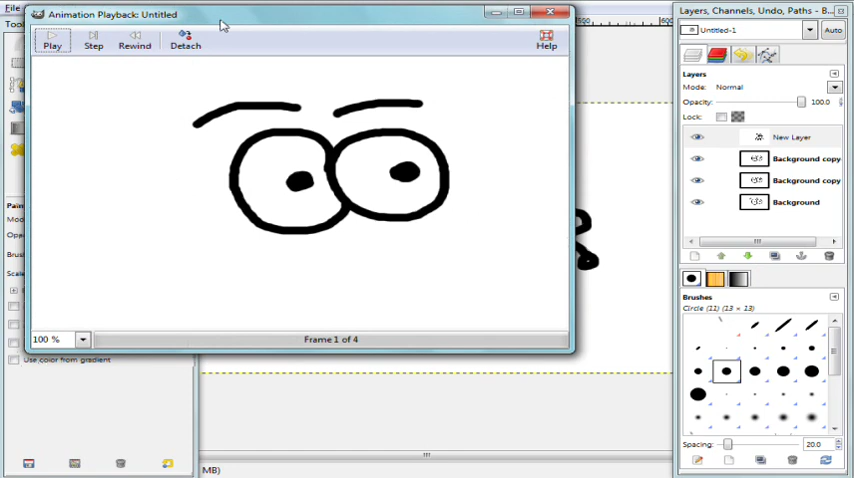 File
Animation Playback: Untitled
Play
Step
Rewind
Detach
Help
100 %
Frame 1 of 4
Use color from gradient
MB)
500
600
Layers, Channels, Undo, Paths - B...
Untitled-1
Auto
Layers
Mode: Normal
Opacity: 100.0
Lock:
New Layer
Background copy
Background copy
Background
Brushes
Circle (11) (13 × 13)
Spacing: 20.0